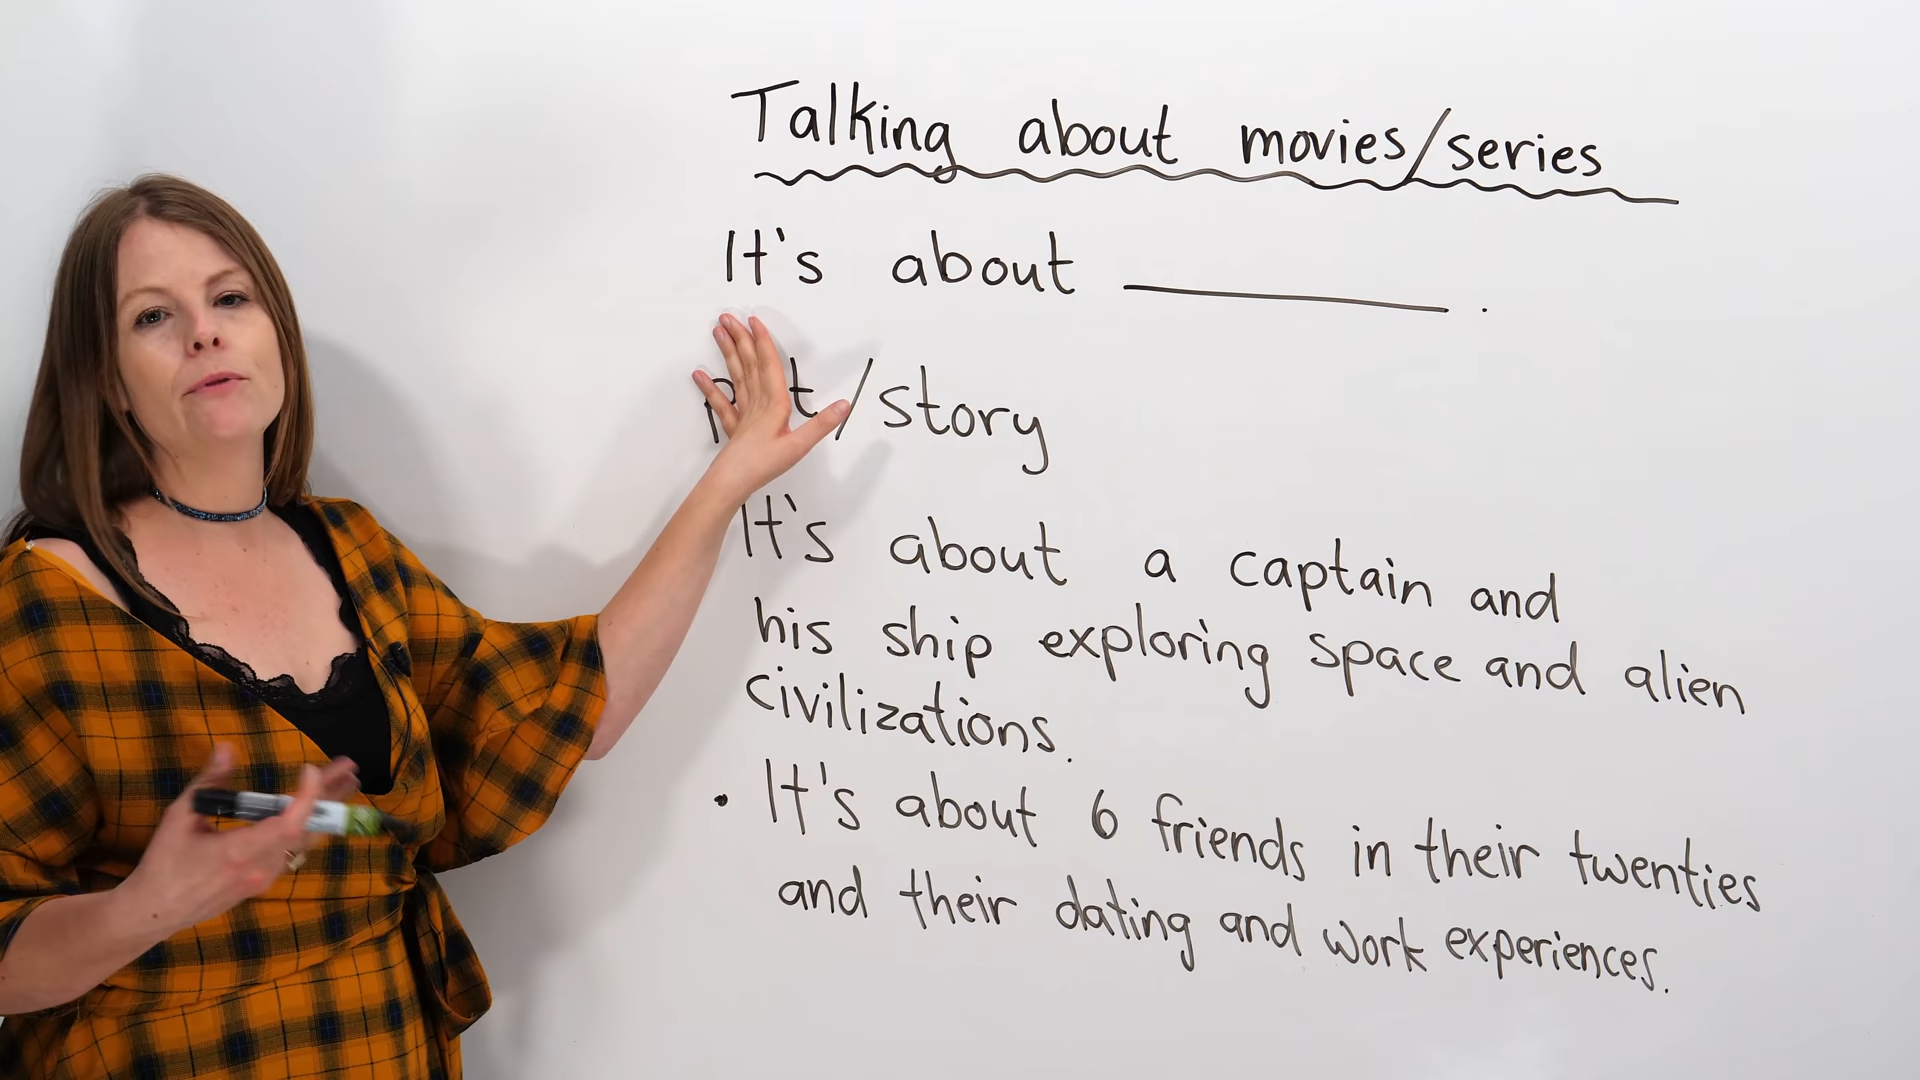 Talking about movies/series
It's about ________ .
/story
It's about a captain and
his ship exploring space and alien
civilizations.
• It's about 6 friends in their twenties
and their dating and work experiences.